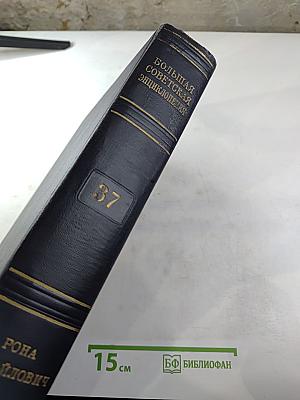 БОЛЬШАЯ
СОВЕТСКАЯ
ЭНЦИКЛОПЕДИЯ
37
РОНА
ЙЛОВИЧ
15 см
БФ БИБЛИОФАН